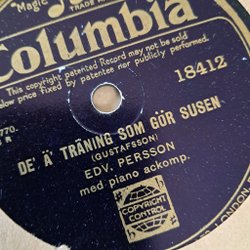 "Magic
TRADE MA
Columbia
This copyright patented Record may not be sold
below price fixed by patentee nor publicly performed.
18412
770.
DE' Ä' TRÄNING SOM GÖR SUSEN
(GUSTAFSSON)
EDV. PERSSON
med piano ackomp.
COPYRIGHT
CONTROL
LONDON